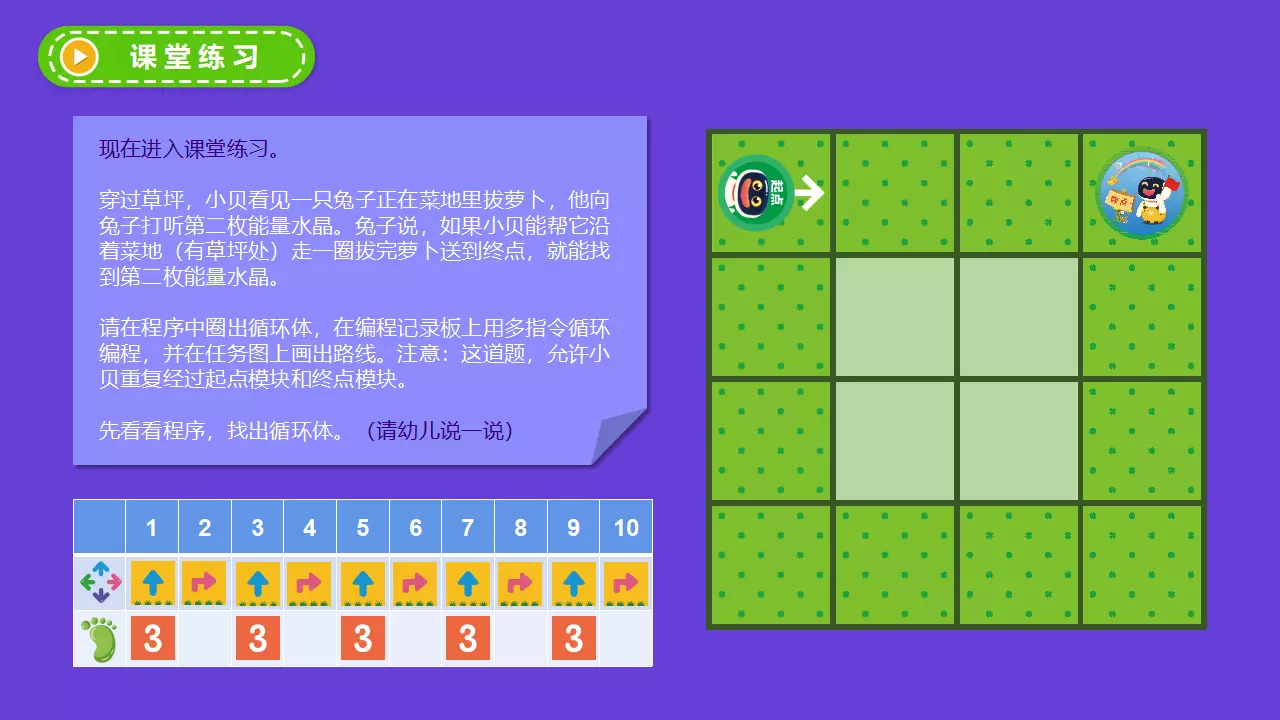 课堂练习
现在进入课堂练习。
穿过草坪，小贝看见一只兔子正在菜地里拔萝卜，他向
兔子打听第二枚能量水晶。兔子说，如果小贝能帮它沿
着菜地（有草坪处）走一圈拔完萝卜送到终点，就能找
到第二枚能量水晶。
请在程序中圈出循环体，在编程记录板上用多指令循环
编程，并在任务图上画出路线。注意：这道题，允许小
贝重复经过起点模块和终点模块。
先看看程序，找出循环体。（请幼儿说一说）
起点
终点
1 2 3 4 5 6 7 8 9 10
3 3 3 3 3